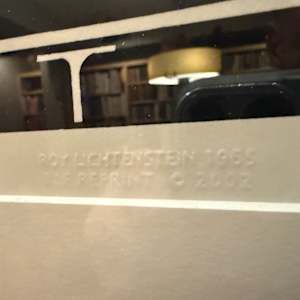 T
ROY LICHTENSTEIN 1965
REPRINT © 2002